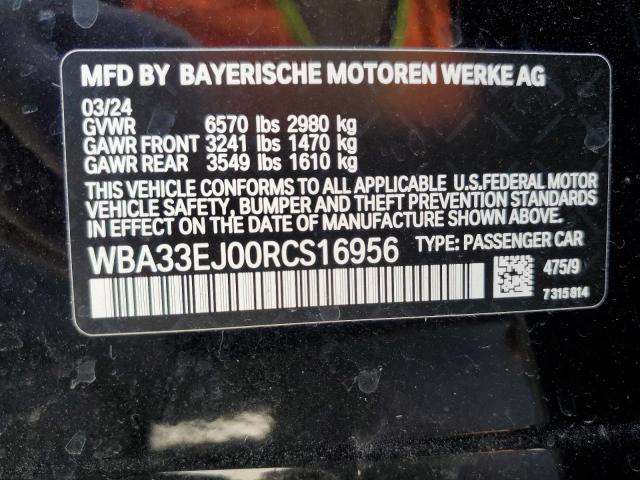 MFD BY BAYERISCHE MOTOREN WERKE AG
03/24
GVWR 6570 lbs 2980 kg
GAWR FRONT 3241 lbs 1470 kg
GAWR REAR 3549 lbs 1610 kg
THIS VEHICLE CONFORMS TO ALL APPLICABLE U.S.FEDERAL MOTOR
VEHICLE SAFETY, BUMPER AND THEFT PREVENTION STANDARDS
IN EFFECT ON THE DATE OF MANUFACTURE SHOWN ABOVE.
WBA33EJ00RCS16956 TYPE: PASSENGER CAR
475/9
7315814